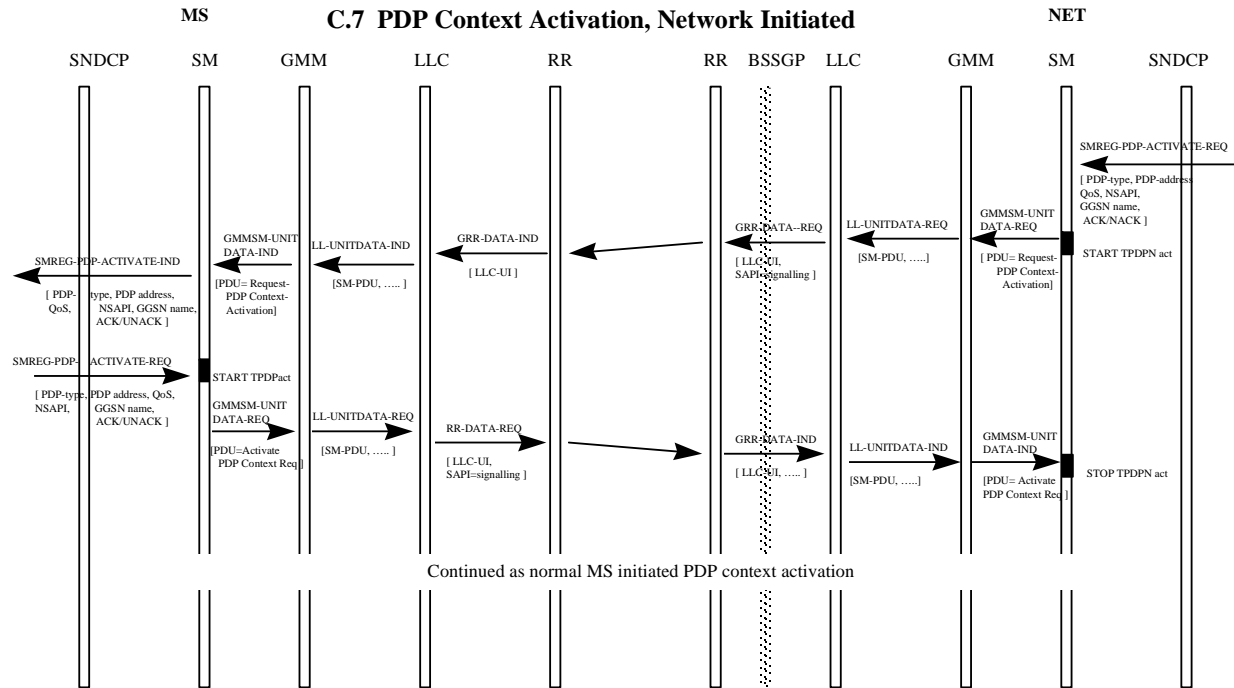 MS
C.7 PDP Context Activation, Network Initiated
NET
SNDCP SM GMM LLC RR RR BSSGP LLC GMM SM SNDCP
SMREG-PDP-ACTIVATE-REQ
[ PDP-type, PDP-address
QoS, NSAPI,
GGSN name,
ACK/NACK ]
GMMSM-UNIT
DATA-REQ
[ PDU= Request-
PDP Context-
Activation]
START TPDPN act
LL-UNITDATA-REQ
[SM-PDU, …..]
GRR-DATA--REQ
[ LLC-UI,
SAPI=signalling ]
GRR-DATA-IND
[ LLC-UI ]
LL-UNITDATA-IND
[SM-PDU, ….. ]
GMMSM-UNIT
DATA-IND
[PDU= Request-
PDP Context-
Activation]
SMREG-PDP-ACTIVATE-IND
[ PDP- type, PDP address,
QoS, NSAPI, GGSN name,
ACK/UNACK ]
SMREG-PDP- ACTIVATE-REQ
[ PDP-type, PDP address, QoS,
NSAPI, GGSN name,
ACK/UNACK ]
START TPDPact
GMMSM-UNIT
DATA-REQ
[PDU=Activate
PDP Context Req ]
LL-UNITDATA-REQ
[SM-PDU, ….. ]
RR-DATA-REQ
[ LLC-UI,
SAPI=signalling ]
GRR-DATA-IND
[ LLC-UI, ….. ]
LL-UNITDATA-IND
[SM-PDU, …..]
GMMSM-UNIT
DATA-IND
[PDU= Activate
PDP Context Req ]
STOP TPDPN act
Continued as normal MS initiated PDP context activation